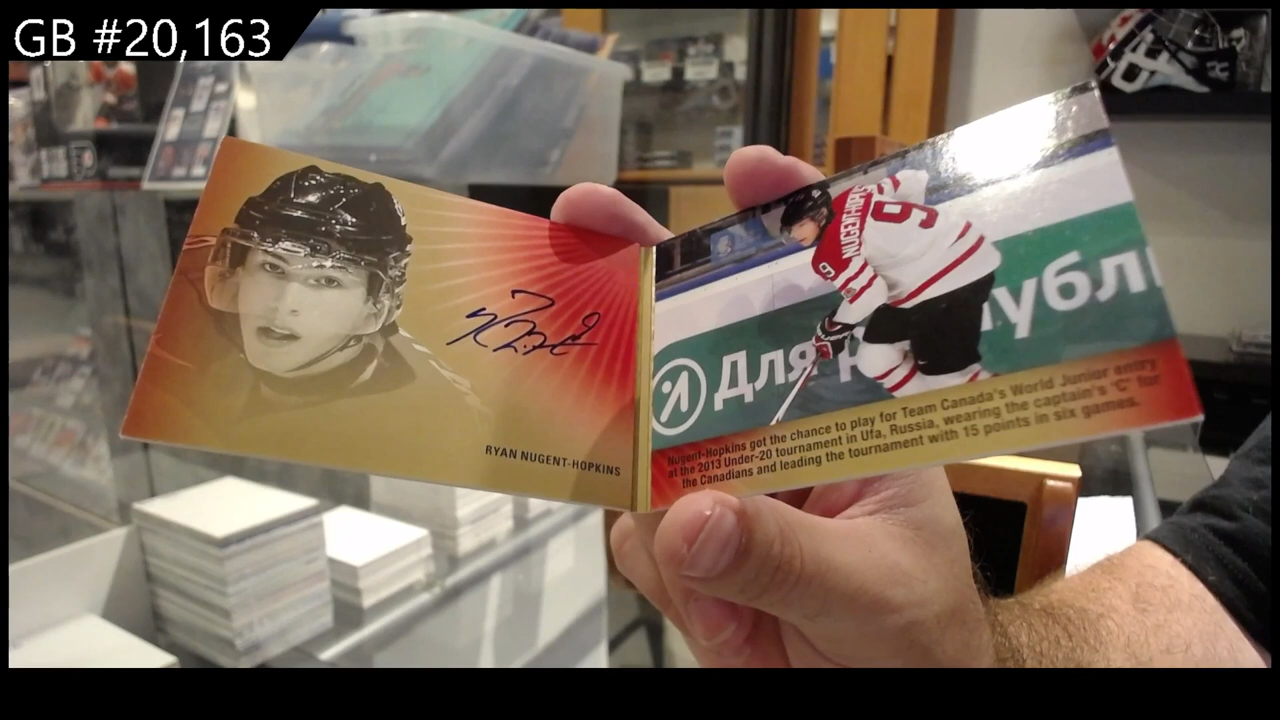 GB #20,163
RYAN NUGENT-HOPKINS
NUGENT-HOPKINS
9
9
Для
убл
Nugent-Hopkins got the chance to play for Team Canada's World Junior entry
at the 2013 Under-20 tournament in Ufa, Russia, wearing the captain's 'C' for
the Canadians and leading the tournament with 15 points in six games.